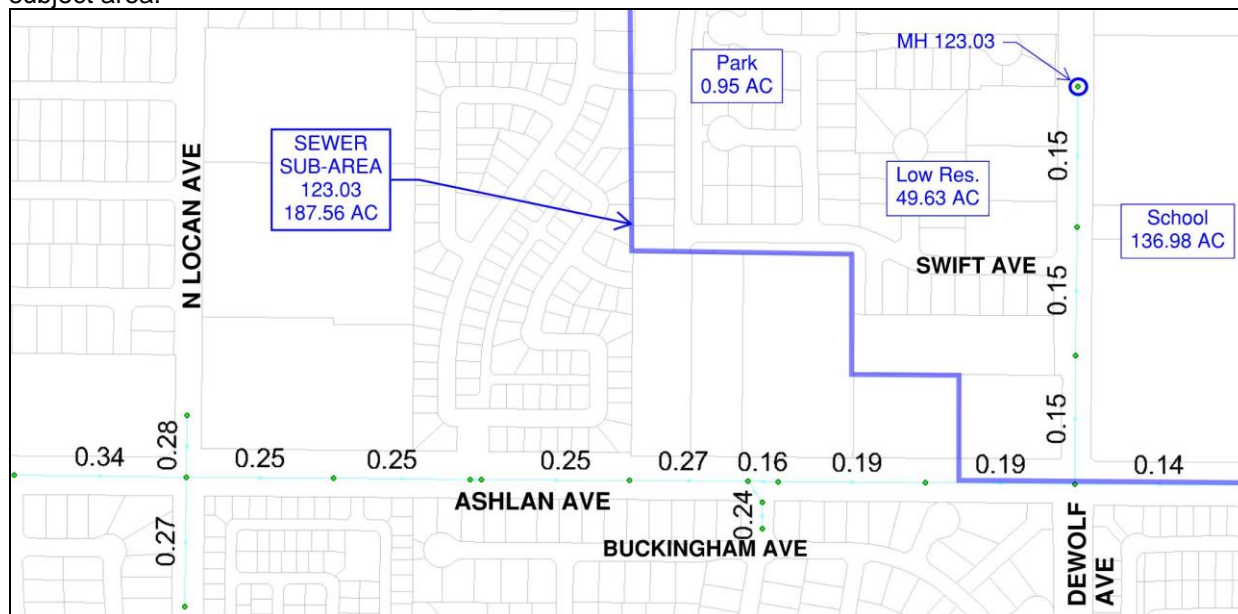 subject area.
MH 123.03
Park
0.95 AC
SEWER
SUB-AREA
123.03
187.56 AC
N LOCAN AVE
0.15
Low Res.
49.63 AC
School
136.98 AC
SWIFT AVE
0.15
0.15
0.34
0.28
0.25
0.25
0.25
0.27
0.16
0.19
0.19
0.14
ASHLAN AVE
0.27
0.24
BUCKINGHAM AVE
DEWOLF
AVE